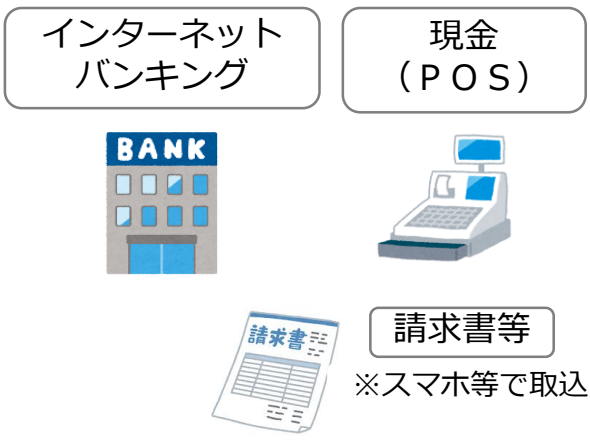 インターネット
バンキング
現金
（ＰＯＳ）
BANK
請求書
請求書等
※スマホ等で取込